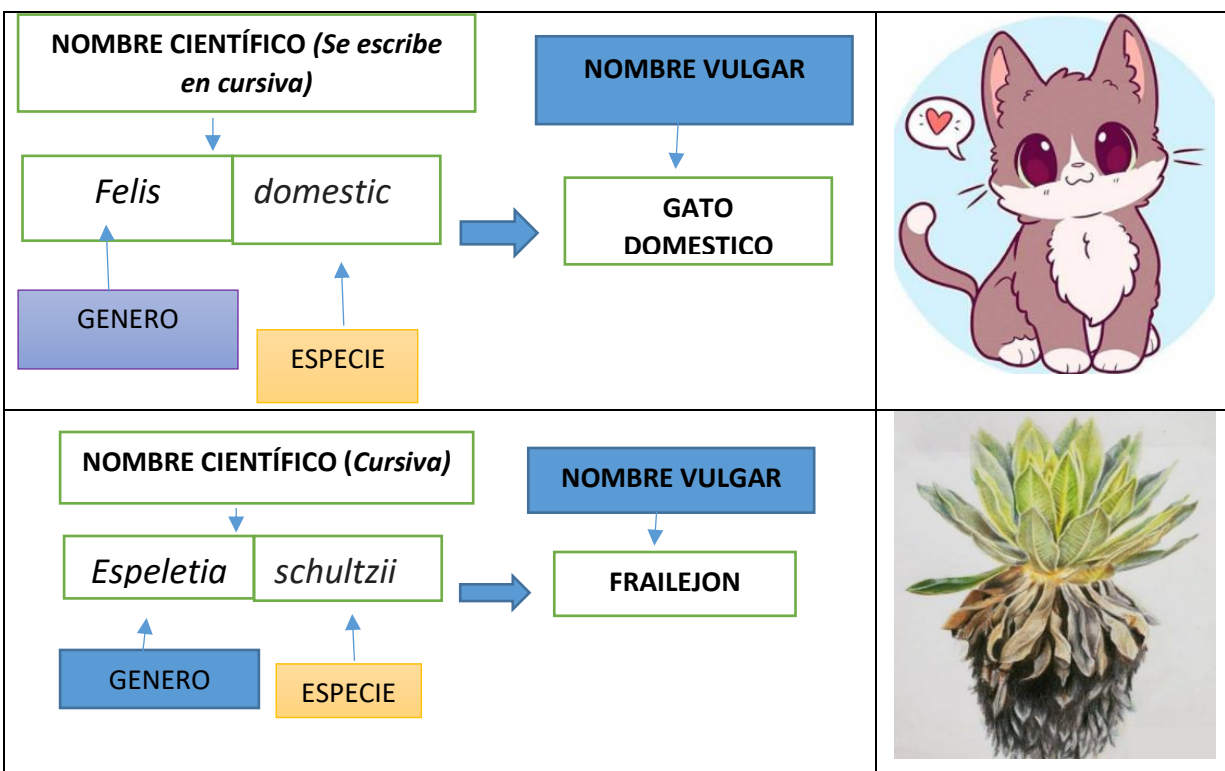 NOMBRE CIENTÍFICO (Se escribe
en cursiva)
NOMBRE VULGAR
Felis domestic
GATO
DOMESTICO
GENERO
ESPECIE
NOMBRE CIENTÍFICO (Cursiva)
NOMBRE VULGAR
Espeletia schultzii
FRAILEJON
GENERO
ESPECIE